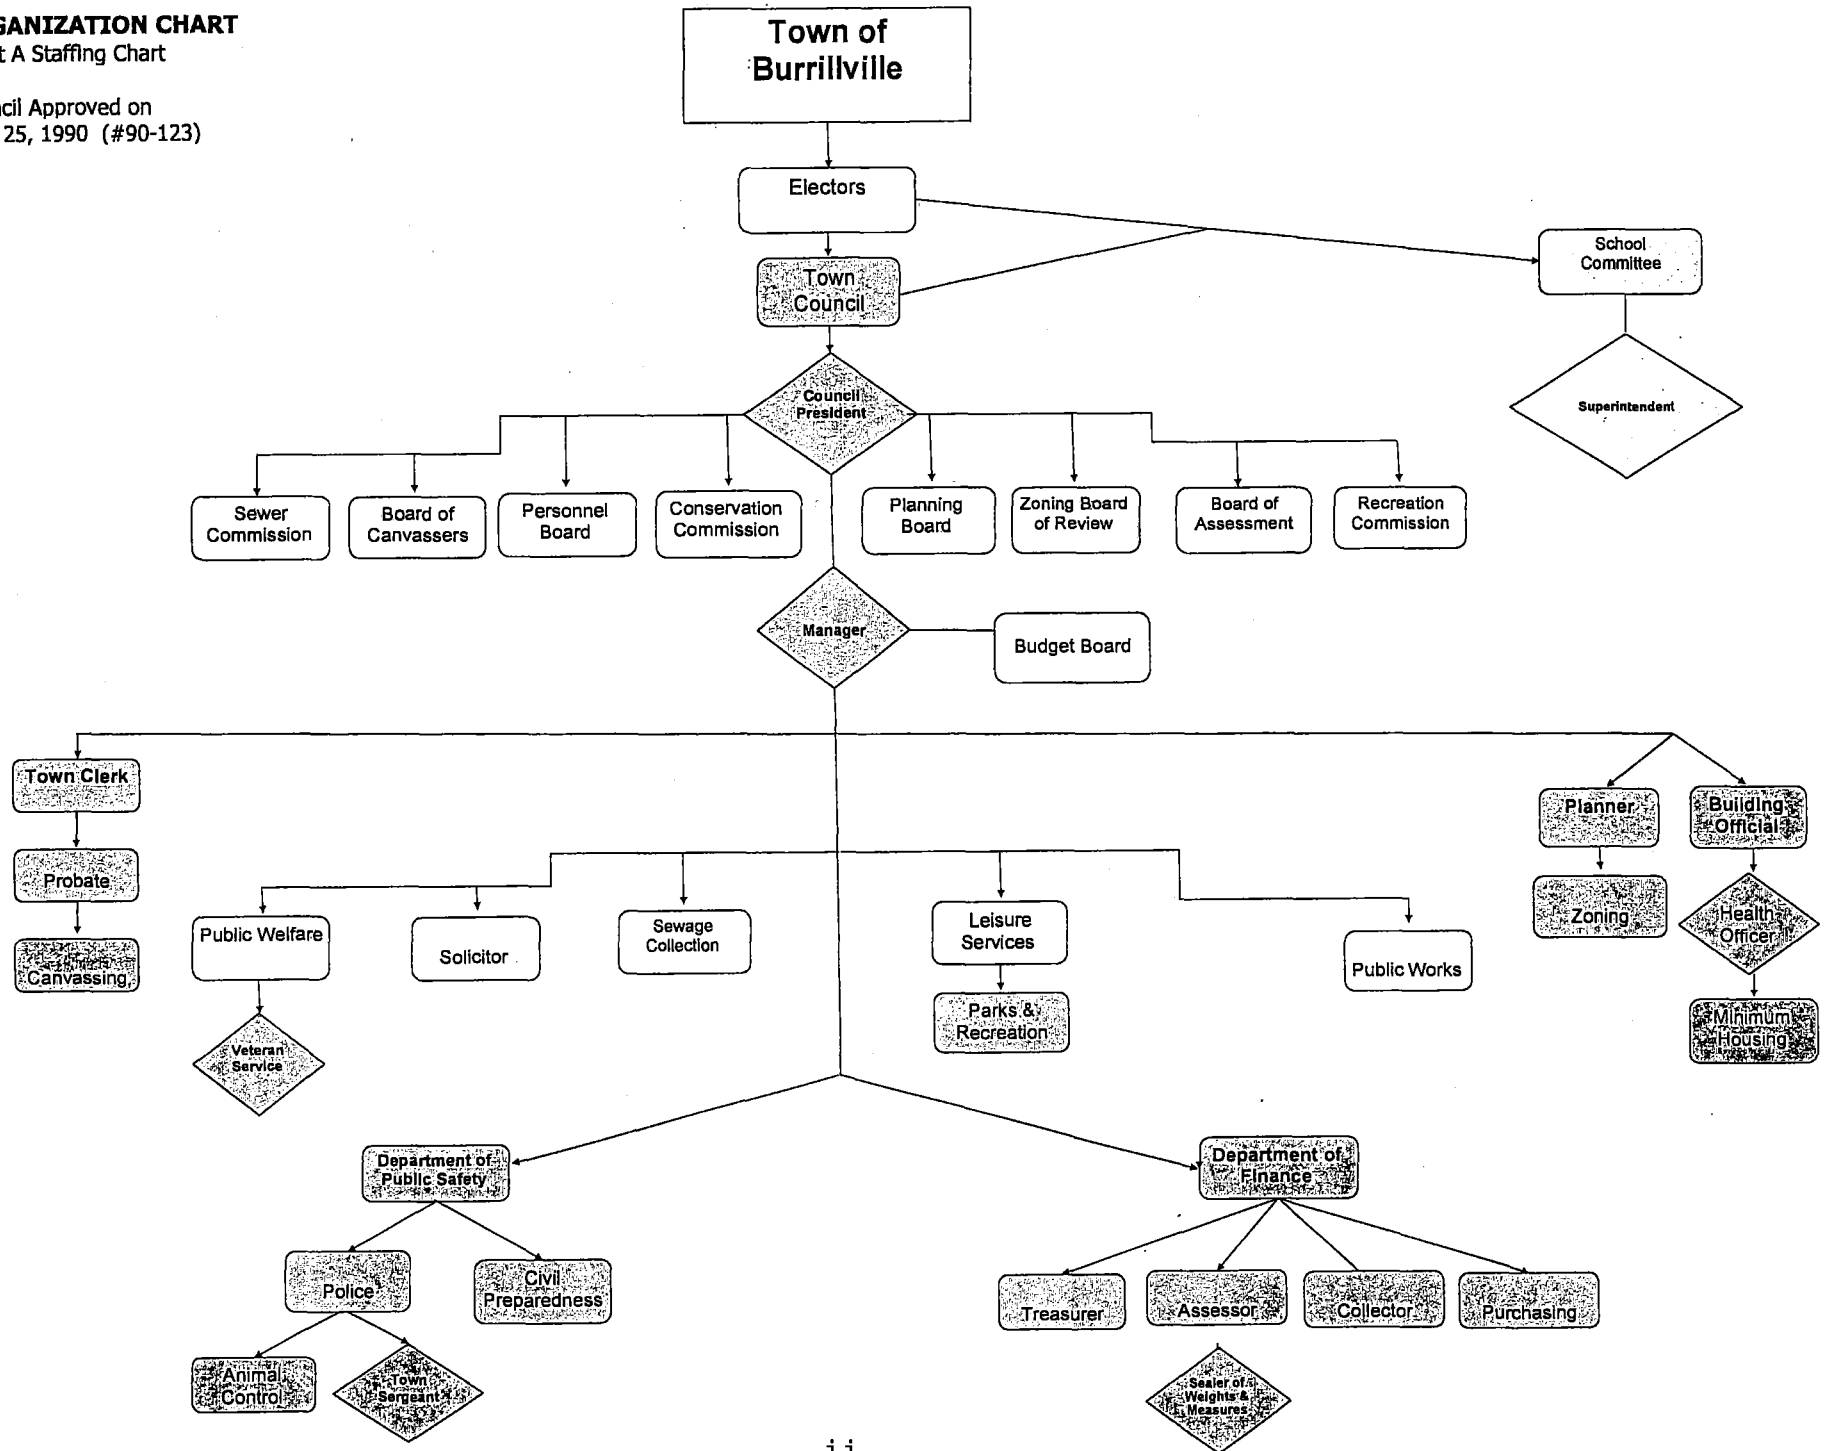 GANIZATION CHART
t A Staffing Chart
cil Approved on
25, 1990 (#90-123)
Town of
Burrillville
Electors
Town
Council
School
Committee
Council
President
Superintendent
Sewer
Commission
Board of
Canvassers
Personnel
Board
Conservation
Commission
Planning
Board
Zoning Board
of Review
Board of
Assessment
Recreation
Commission
Manager
Budget Board
Town Clerk
Planner
Building
Official
Probate
Zoning
Health
Officer
Canvassing
Public Welfare
Solicitor
Sewage
Collection
Leisure
Services
Public Works
Parks &
Recreation
Minimum
Housing
Veteran
Service
Department of
Public Safety
Department of
Finance
Police
Civil
Preparedness
Treasurer
Assessor
Collector
Purchasing
Animal
Control
Town
Sergeant
Sealer of
Weights &
Measures
ii